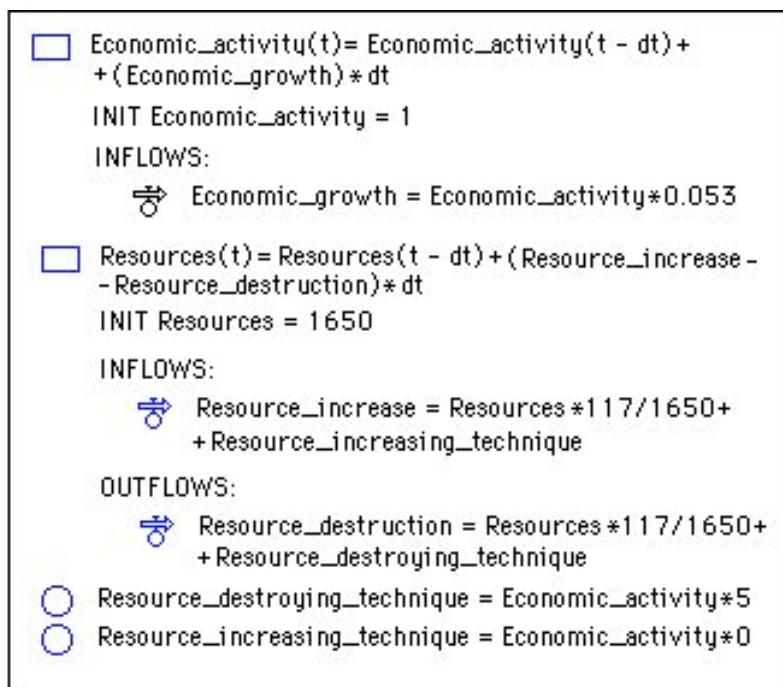 Economic_activity(t)= Economic_activity(t - dt)+
+(Economic_growth)*dt
INIT Economic_activity = 1
INFLOWS:
Economic_growth = Economic_activity*0.053
Resources(t)= Resources(t - dt)+(Resource_increase-
-Resource_destruction)*dt
INIT Resources = 1650
INFLOWS:
Resource_increase = Resources*117/1650+
+Resource_increasing_technique
OUTFLOWS:
Resource_destruction = Resources*117/1650+
+Resource_destroying_technique
Resource_destroying_technique = Economic_activity*5
Resource_increasing_technique = Economic_activity*0